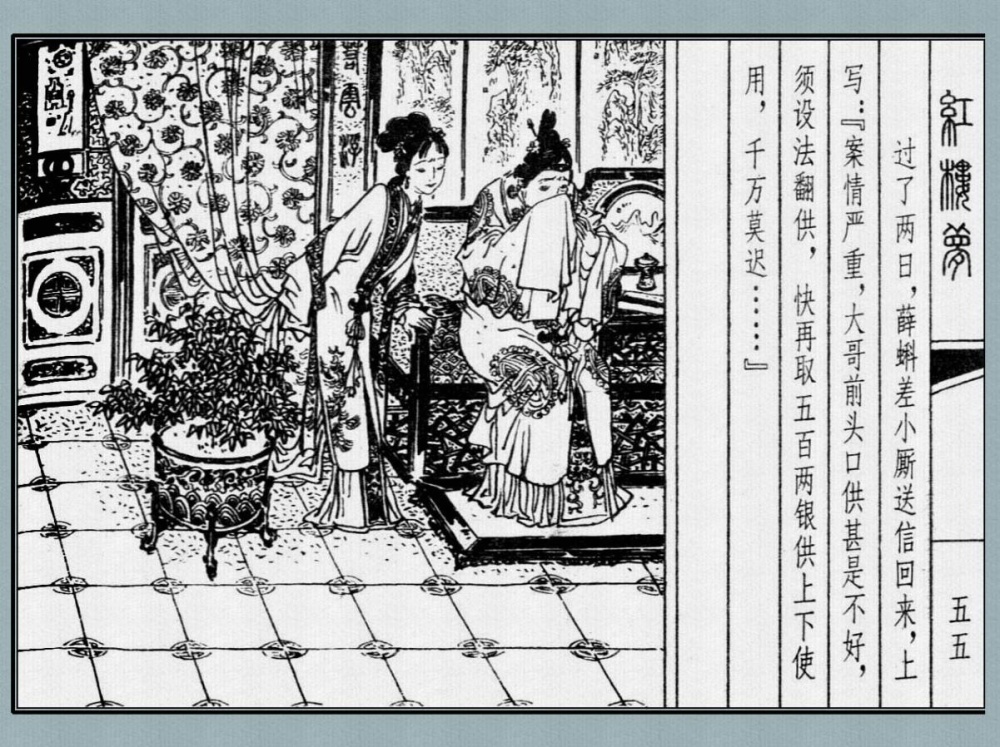 紅樓夢
五五
过了两日，薛蝌差小厮送信回来，上
写：『案情严重，大哥前头口供甚是不好，
须设法翻供，快再取五百两银供上下使
用，千万莫迟……』